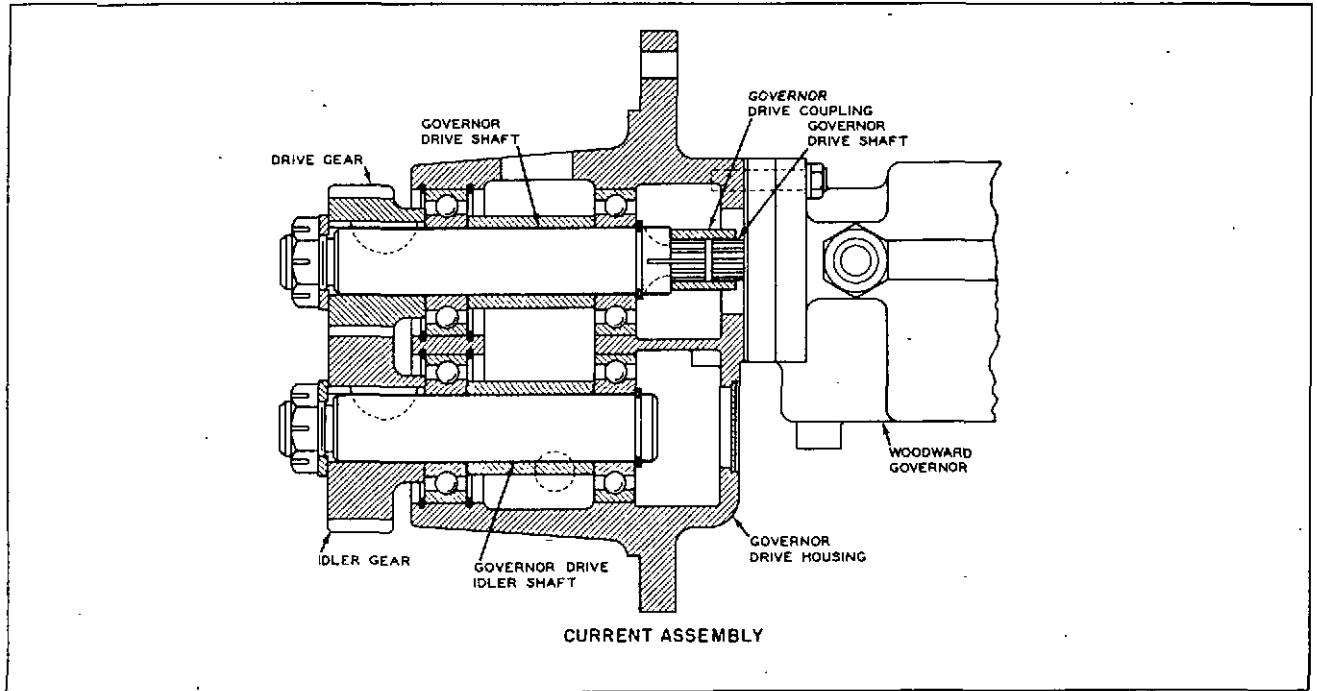 GOVERNOR
DRIVE COUPLING
GOVERNOR
DRIVE SHAFT
GOVERNOR
DRIVE SHAFT
DRIVE GEAR
WOODWARD
GOVERNOR
GOVERNOR
DRIVE HOUSING
IDLER GEAR
GOVERNOR DRIVE
IDLER SHAFT
CURRENT ASSEMBLY